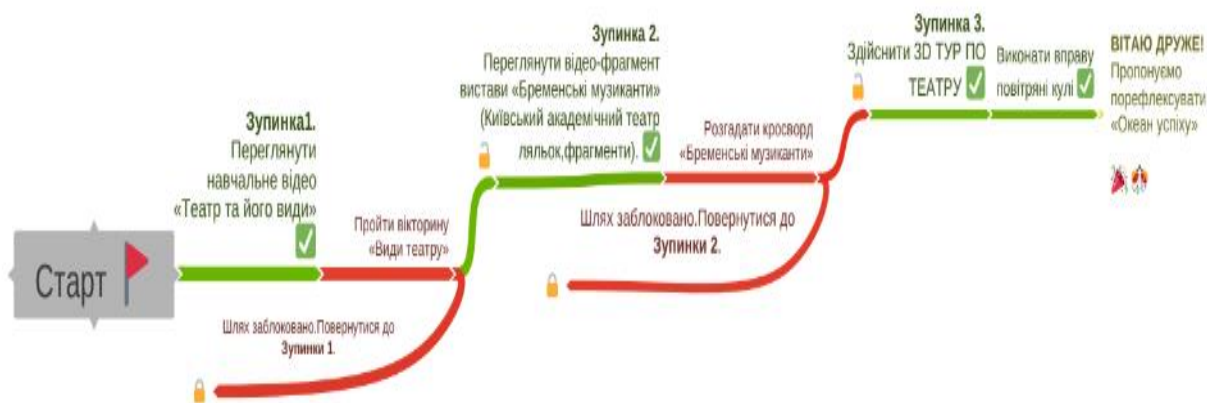 Старт
Зупинка1.
Переглянути
навчальне відео
«Театр та його види»
Пройти вікторину
«Види театру»
Шлях заблоковано.Повернутися до
Зупинки 1.
Зупинка 2.
Переглянути відео-фрагмент
вистави «Бременські музиканти»
(Київський академічний театр
ляльок,фрагменти).
Розгадати кросворд
«Бременські музиканти»
Шлях заблоковано.Повернутися до
Зупинки 2.
Зупинка 3.
Здійснити 3D ТУР ПО
ТЕАТРУ
Виконати вправу
повітряні кулі
ВІТАЮ ДРУЖЕ!
Пропонуємо
порефлексувати
«Океан успіху»